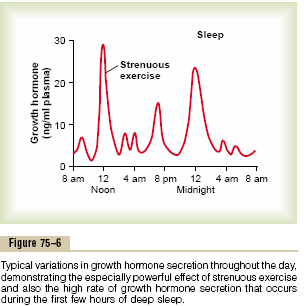 Sleep
30
Strenuous
exercise
20
10
0
Growth hormone
(ng/ml plasma)
8 am 12 4 am 8 pm 12 4 am 8 am
Noon Midnight
Figure 75–6
Typical variations in growth hormone secretion throughout the day,
demonstrating the especially powerful effect of strenuous exercise
and also the high rate of growth hormone secretion that occurs
during the first few hours of deep sleep.